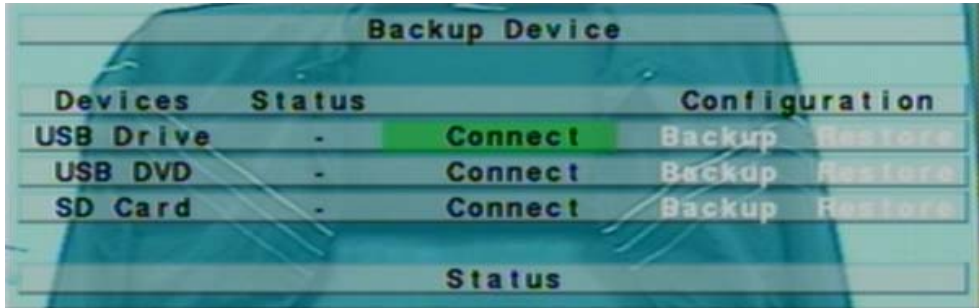 Backup Device
Devices Status Configuration
USB Drive - Connect Backup Restore
USB DVD - Connect Backup Restore
SD Card - Connect Backup Restore
Status